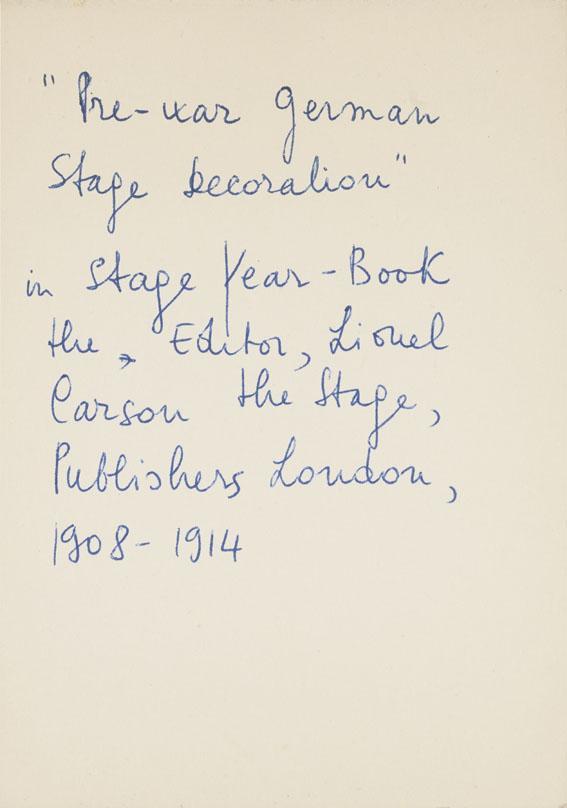 "Pre-war German
Stage Decoration"
in Stage Year-Book
the, Editor, Lionel
Carson the Stage,
Publishers London,
1908-1914